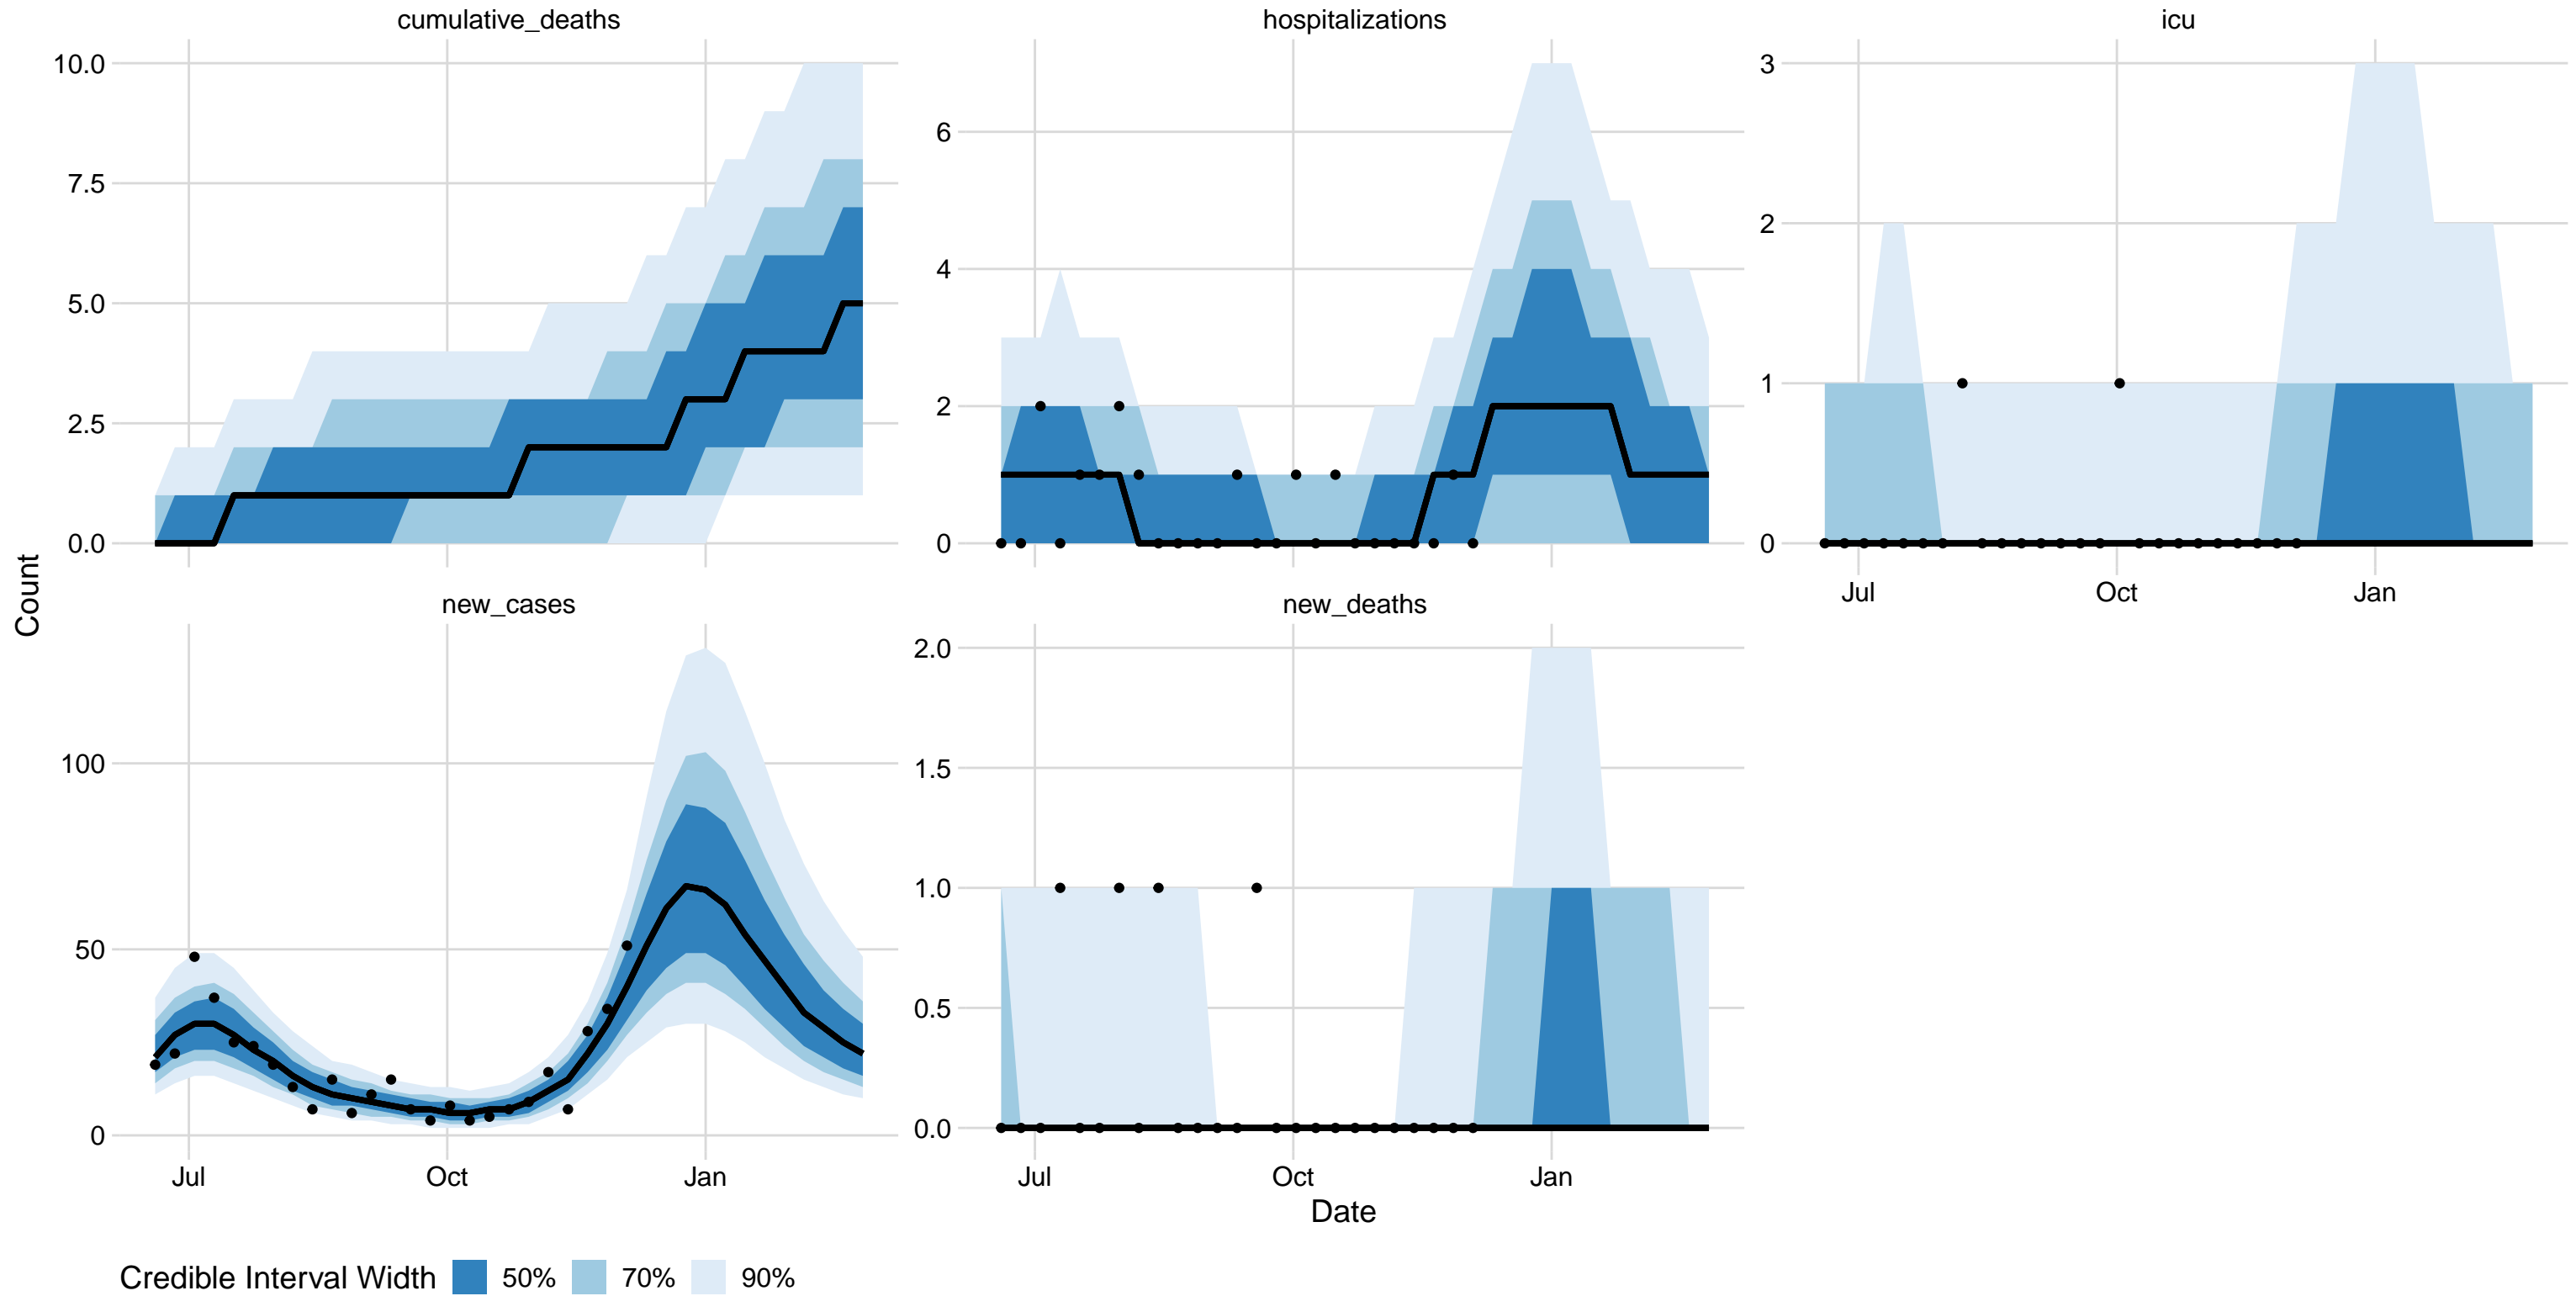 cumulative_deaths
hospitalizations
icu
10.0
7.5
5.0
2.5
0.0
6
4
2
0
3
2
1
0
Jul Oct Jan
Count
new_cases
new_deaths
100
50
0
2.0
1.5
1.0
0.5
0.0
Jul Oct Jan
Jul Oct Jan
Date
Credible Interval Width 50% 70% 90%